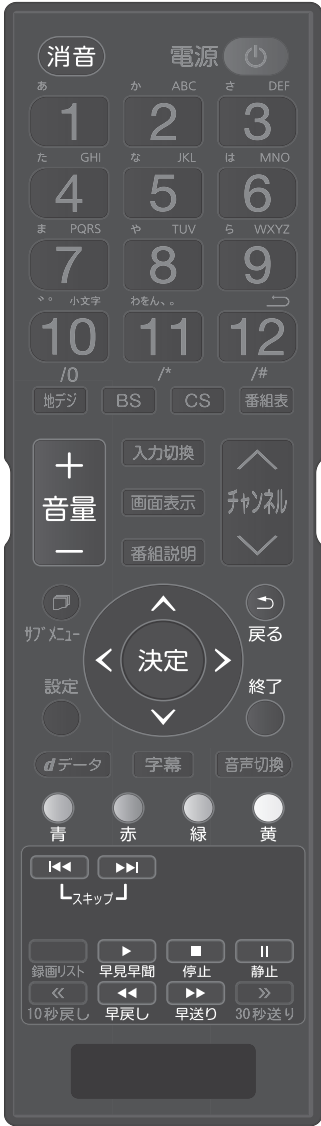 消音 電源
あ か ABC さ DEF
1 2 3
た GHI な JKL は MNO
4 5 6
ま PQRS や TUV ら WXYZ
7 8 9
゛゜ 小文字 わをん、。
10 11 12
/0 /* /#
地デジ BS CS 番組表
入力切換
+ 音量 −
画面表示
チャンネル
番組説明
サブメニュー 戻る
決定
設定 終了
dデータ 字幕 音声切換
青 赤 緑 黄
スキップ
録画リスト 早見早聞 停止 静止
10秒戻し 早戻し 早送り 30秒送り